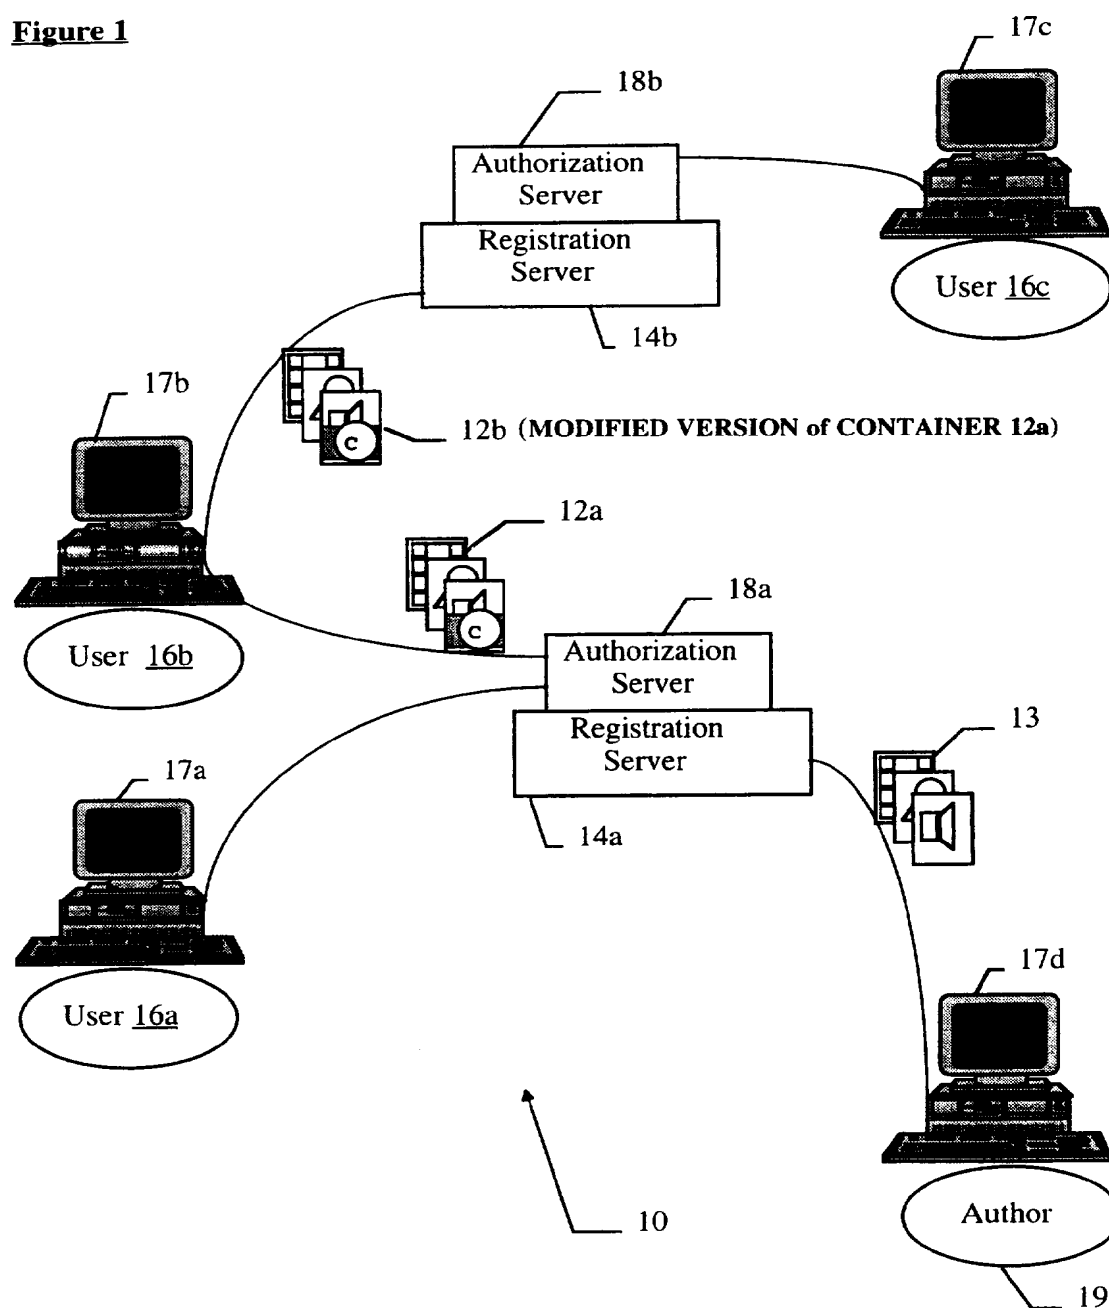 Figure 1
17c
18b
Authorization
Server
Registration
Server
User 16c
14b
17b
12b (MODIFIED VERSION of CONTAINER 12a)
C
12a
C
18a
User 16b
Authorization
Server
Registration
Server
13
17a
14a
17d
User 16a
Author
10
19